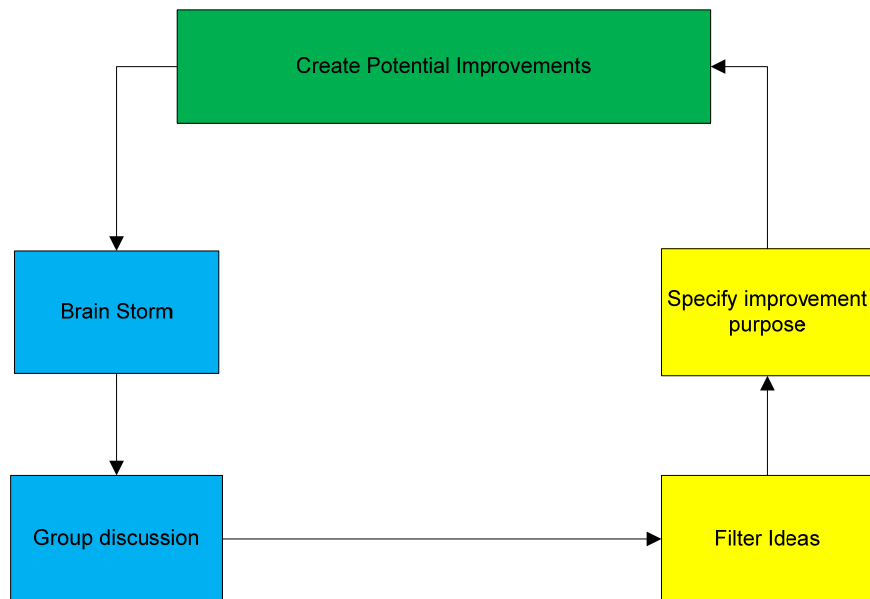 Create Potential Improvements
Brain Storm
Specify improvement
purpose
Group discussion
Filter Ideas